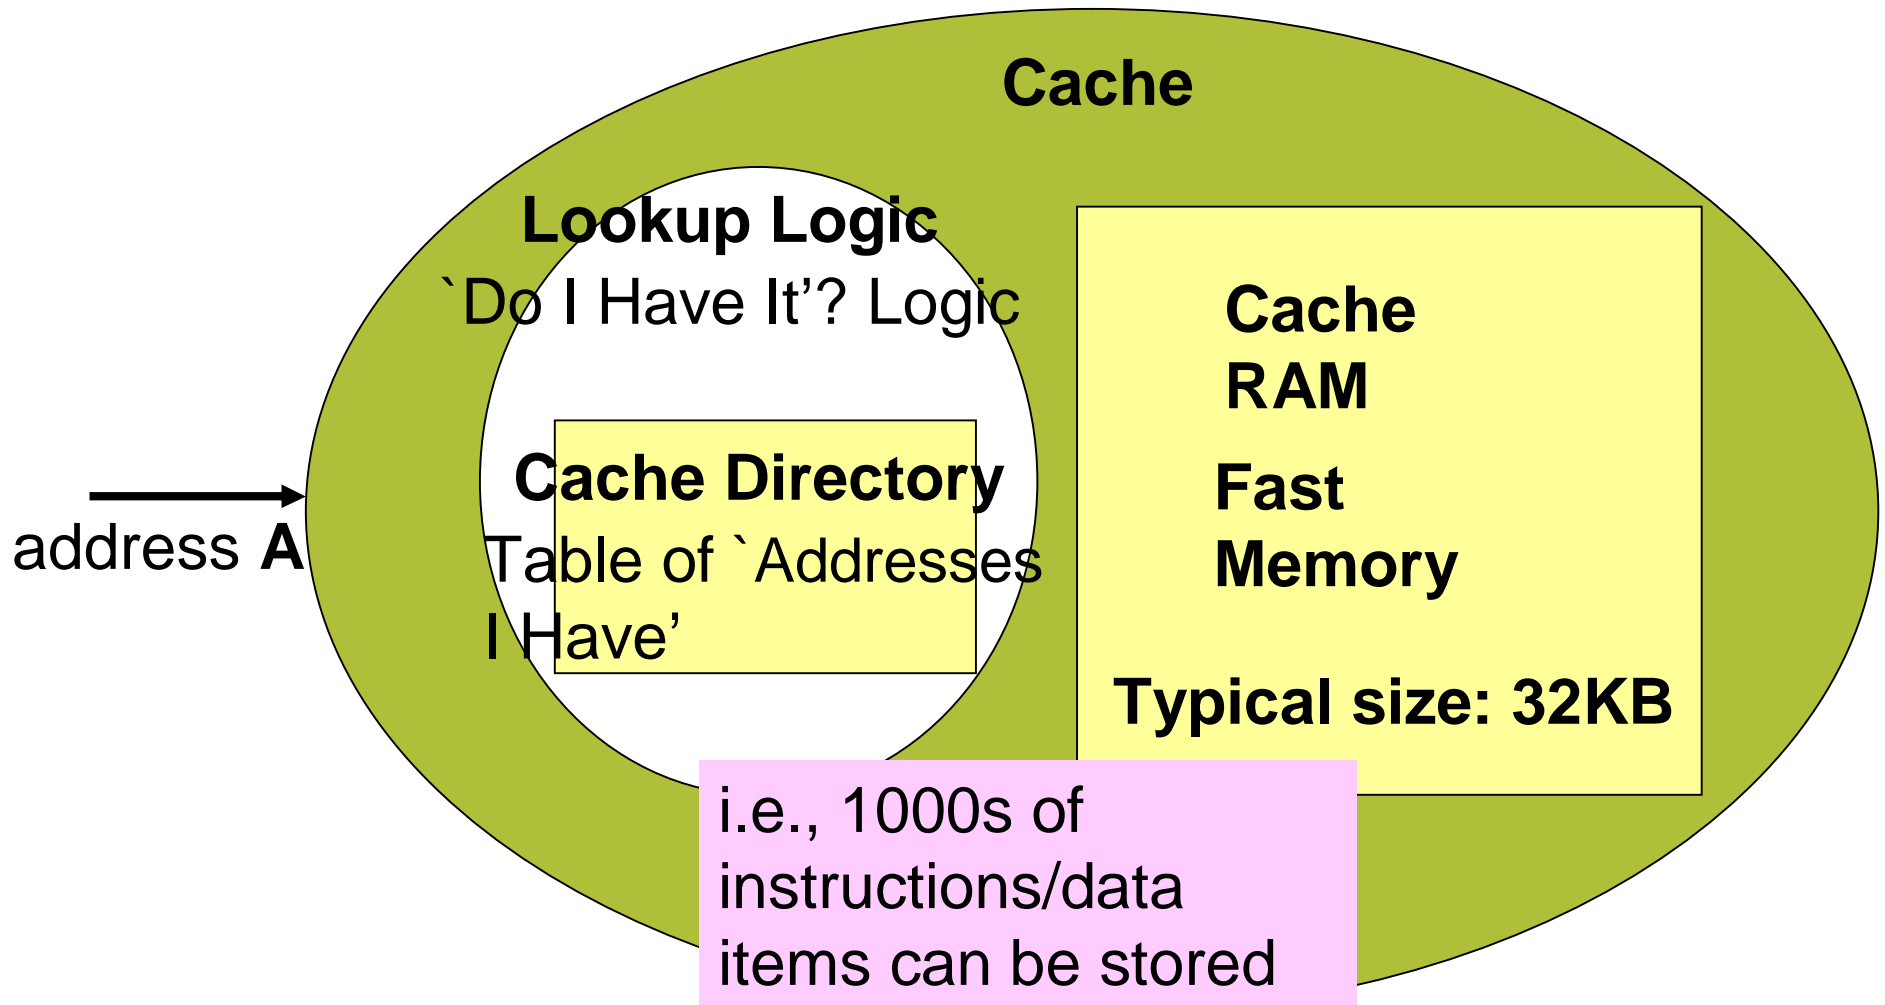 Cache
Lookup Logic
`Do I Have It’? Logic
Cache Directory
Table of `Addresses
I Have’
address A
Cache
RAM
Fast
Memory
Typical size: 32KB
i.e., 1000s of
instructions/data
items can be stored